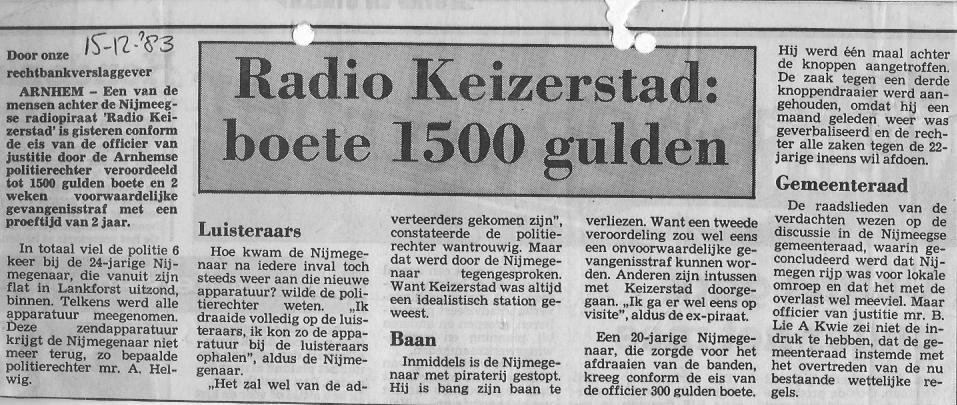 15-12-'83
Radio Keizerstad:
boete 1500 gulden
Door onze
rechtbankverslaggever
ARNHEM – Een van de
mensen achter de Nijmeeg-
se radiopiraat 'Radio Kei-
zerstad' is gisteren conform
de eis van de officier van
justitie door de Arnhemse
politierechter veroordeeld
tot 1500 gulden boete en 2
weken voorwaardelijke
gevangenisstraf met een
proeftijd van 2 jaar.
In totaal viel de politie 6
keer bij de 24-jarige Nij-
megenaar, die vanuit zijn
flat in Lankforst uitzond,
binnen. Telkens werd alle
apparatuur meegenomen.
Deze zendapparatuur
krijgt de Nijmegenaar niet
meer terug, zo bepaalde
politierechter mr. A. Hel-
wig.
Luisteraars
Hoe kwam de Nijmege-
naar na iedere inval toch
steeds weer aan die nieuwe
apparatuur? wilde de poli-
tierechter weten. „Ik
draaide volledig op de luis-
teraars, ik kon zo de appa-
ratuur bij de luisteraars
ophalen”, aldus de Nijme-
genaar.
„Het zal wel van de ad-
verteerders gekomen zijn”,
constateerde de politie-
rechter wantrouwig. Maar
dat werd door de Nijmege-
naar tegengesproken.
Want Keizerstad was altijd
een idealistisch station ge-
weest.
Baan
Inmiddels is de Nijmege-
naar met piraterij gestopt.
Hij is bang zijn baan te
verliezen. Want een tweede
veroordeling zou wel eens
een onvoorwaardelijke ge-
vangenisstraf kunnen wor-
den. Anderen zijn intussen
met Keizerstad doorge-
gaan. „Ik ga er wel eens op
visite”, aldus de ex-piraat.
Een 20-jarige Nijmege-
naar, die zorgde voor het
afdraaien van de banden,
kreeg conform de eis van
de officier 300 gulden boete.
Hij werd één maal achter
de knoppen aangetroffen.
De zaak tegen een derde
knoppendraaier werd aan-
gehouden, omdat hij een
maand geleden weer was
geverbaliseerd en de rech-
ter alle zaken tegen de 22-
jarige ineens wil afdoen.
Gemeenteraad
De raadslieden van de
verdachten wezen op de
discussie in de Nijmeegse
gemeenteraad, waarin ge-
concludeerd werd dat Nij-
megen rijp was voor lokale
omroep en dat het met de
overlast wel meeviel. Maar
officier van justitie mr. B.
Lie A Kwie zei niet de in-
druk te hebben, dat de ge-
meenteraad instemde met
het overtreden van de nu
bestaande wettelijke re-
gels.